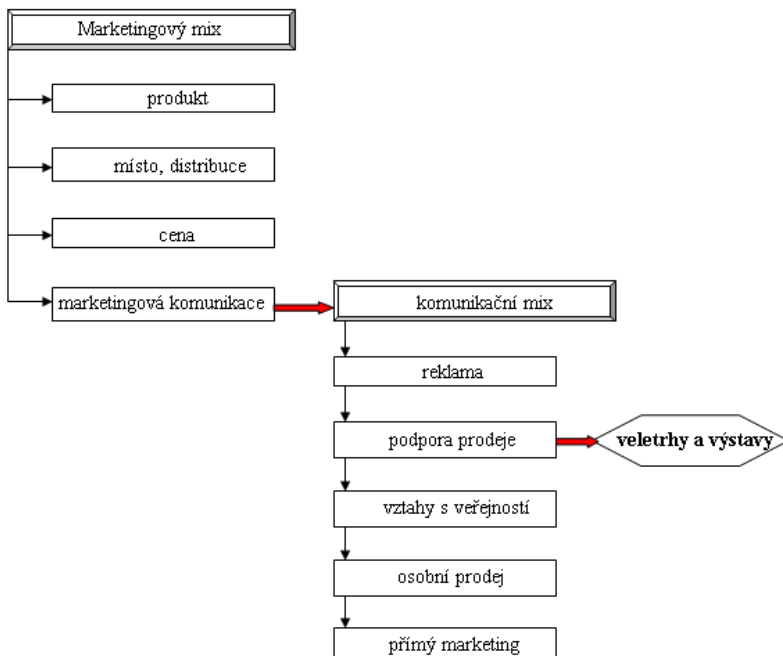 Marketingový mix
produkt
místo, distribuce
cena
marketingová komunikace
komunikační mix
reklama
podpora prodeje
veletrhy a výstavy
vztahy s veřejností
osobní prodej
přímý marketing